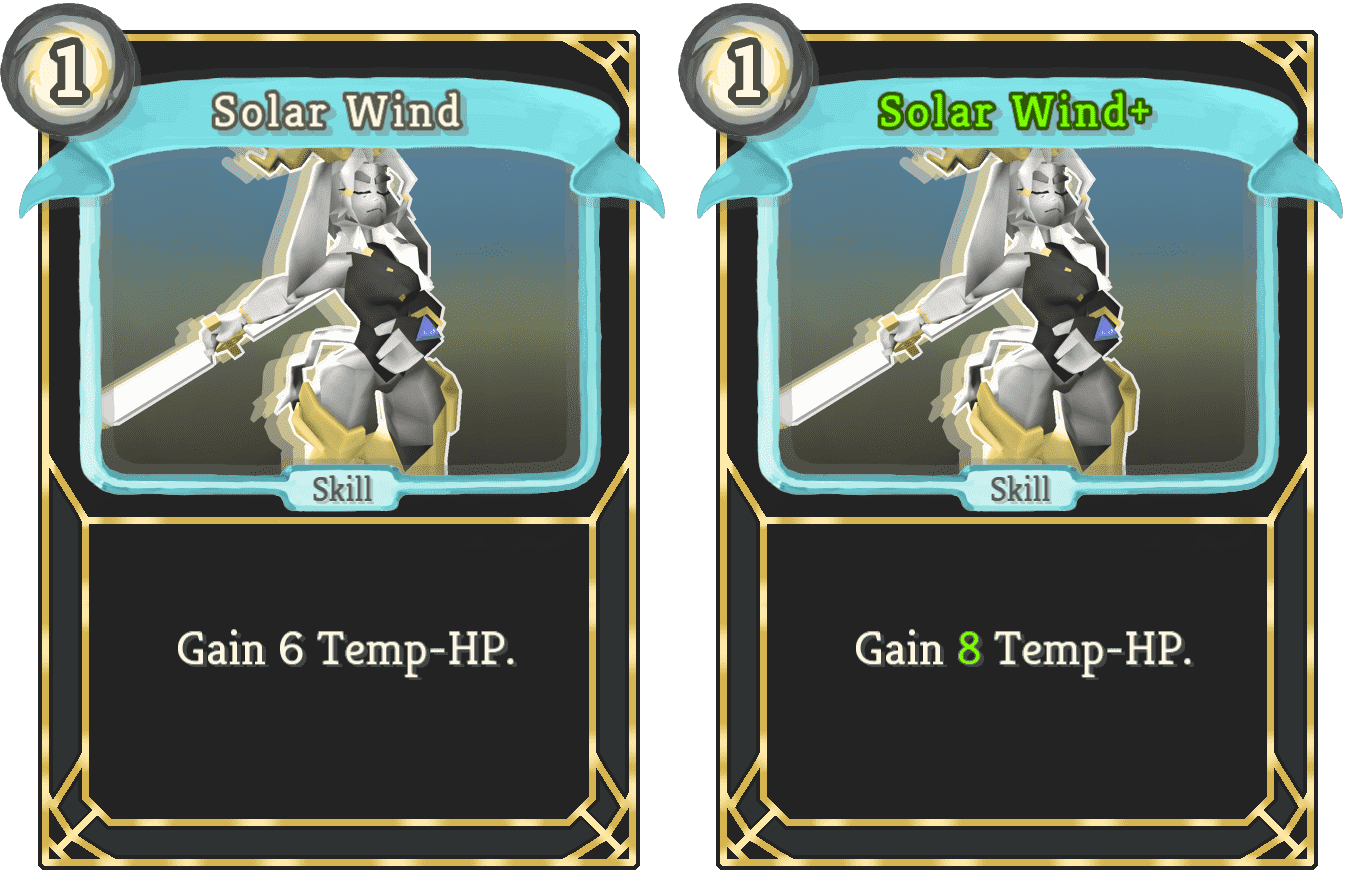 1
Solar Wind
Skill
Gain 6 Temp-HP.
1
Solar Wind+
Skill
Gain 8 Temp-HP.